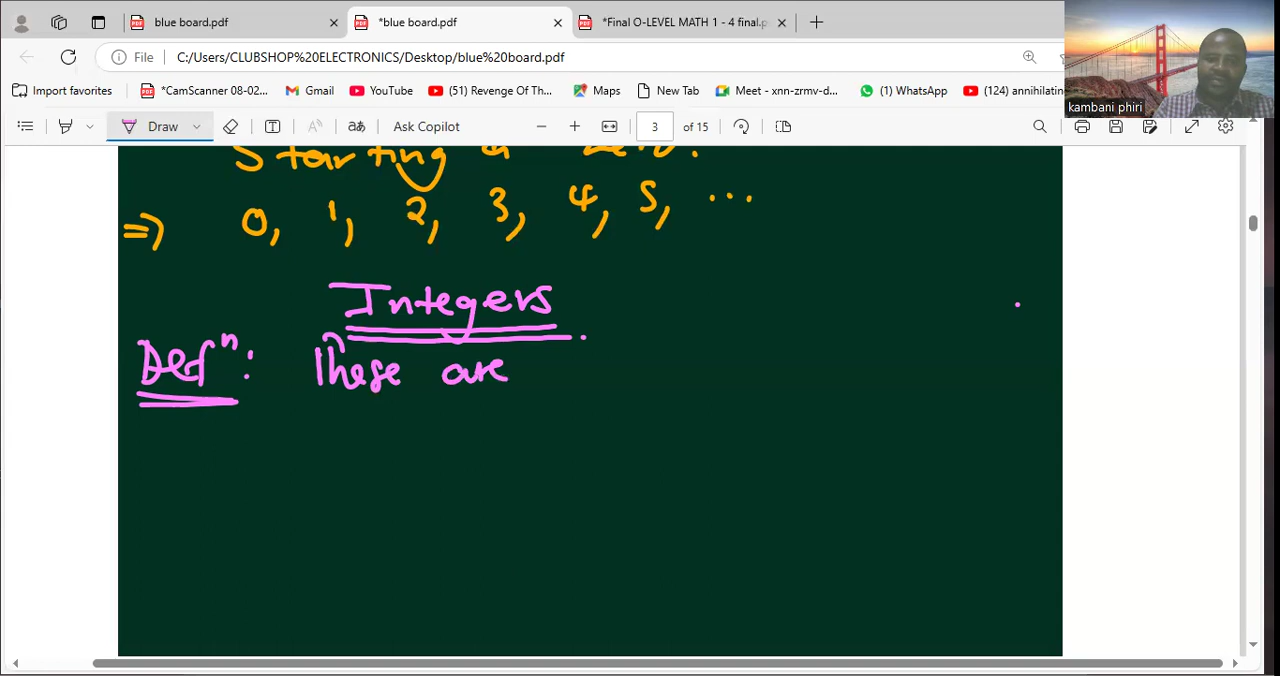 blue board.pdf
*blue board.pdf
*Final O-LEVEL MATH 1 - 4 final.p
File C:/Users/CLUBSHOP%20ELECTRONICS/Desktop/blue%20board.pdf
kambani phiri
Import favorites *CamScanner 08-02... Gmail YouTube (51) Revenge Of Th... Maps New Tab Meet - xnn-zrmv-d... (1) WhatsApp (124) annihilatin
Draw Ask Copilot 3 of 15
Starting
⇒ 0, 1, 2, 3, 4, 5, ...
Integers
Defⁿ: These are